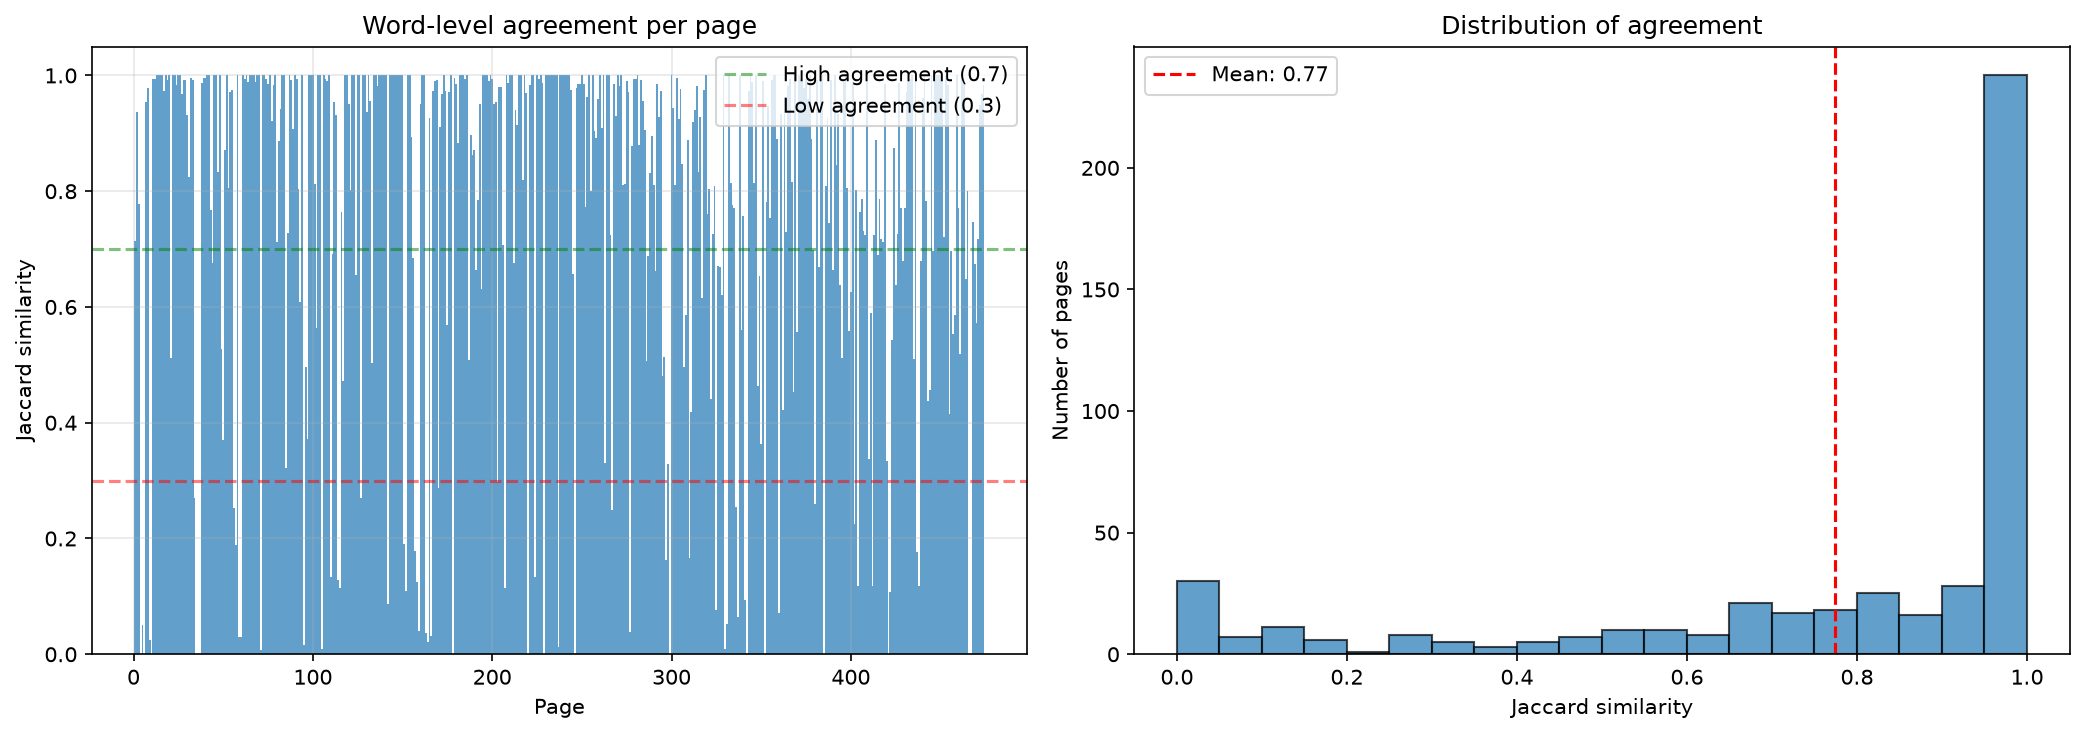 Word-level agreement per page
High agreement (0.7)
Low agreement (0.3)
Jaccard similarity
1.0
0.8
0.6
0.4
0.2
0.0
0 100 200 300 400
Page
Distribution of agreement
Mean: 0.77
Number of pages
200
150
100
50
0
0.0 0.2 0.4 0.6 0.8 1.0
Jaccard similarity